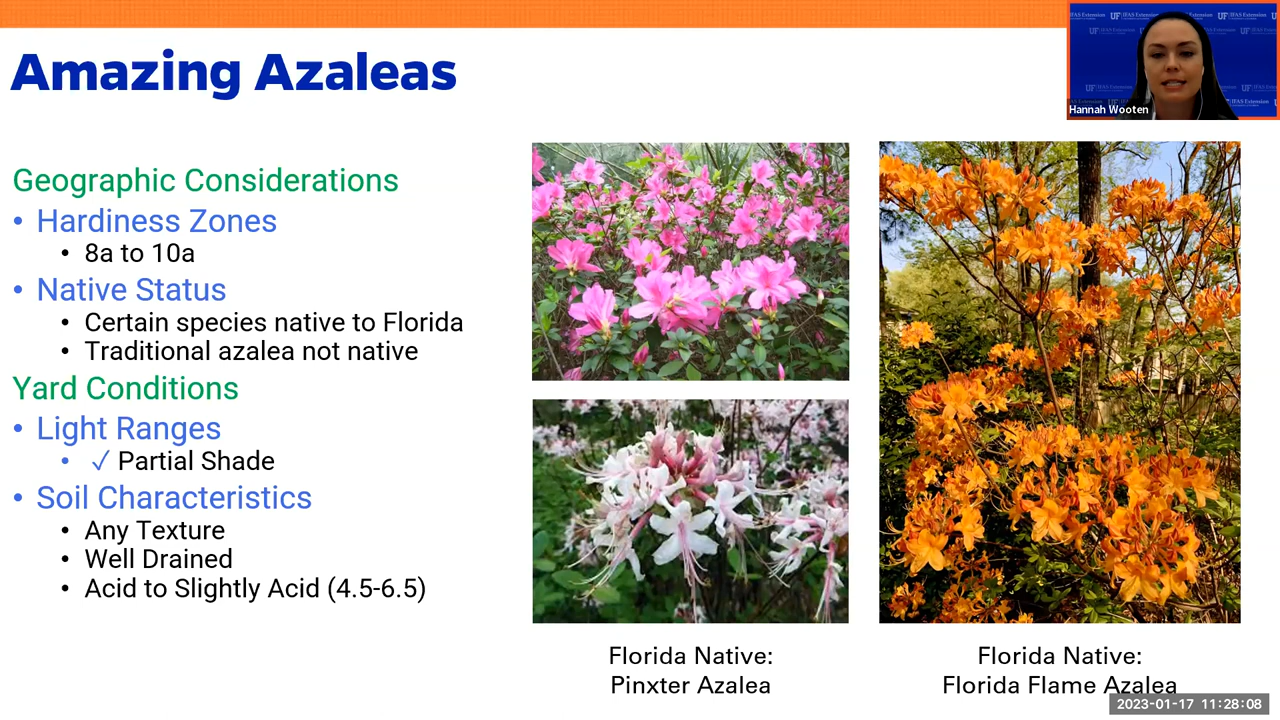 Amazing Azaleas
UF IFAS Extension
Hannah Wooten
Geographic Considerations
• Hardiness Zones
• 8a to 10a
• Native Status
• Certain species native to Florida
• Traditional azalea not native
Yard Conditions
• Light Ranges
• ✓ Partial Shade
• Soil Characteristics
• Any Texture
• Well Drained
• Acid to Slightly Acid (4.5-6.5)
Florida Native:
Pinxter Azalea
Florida Native:
Florida Flame Azalea
2023-01-17 11:28:08